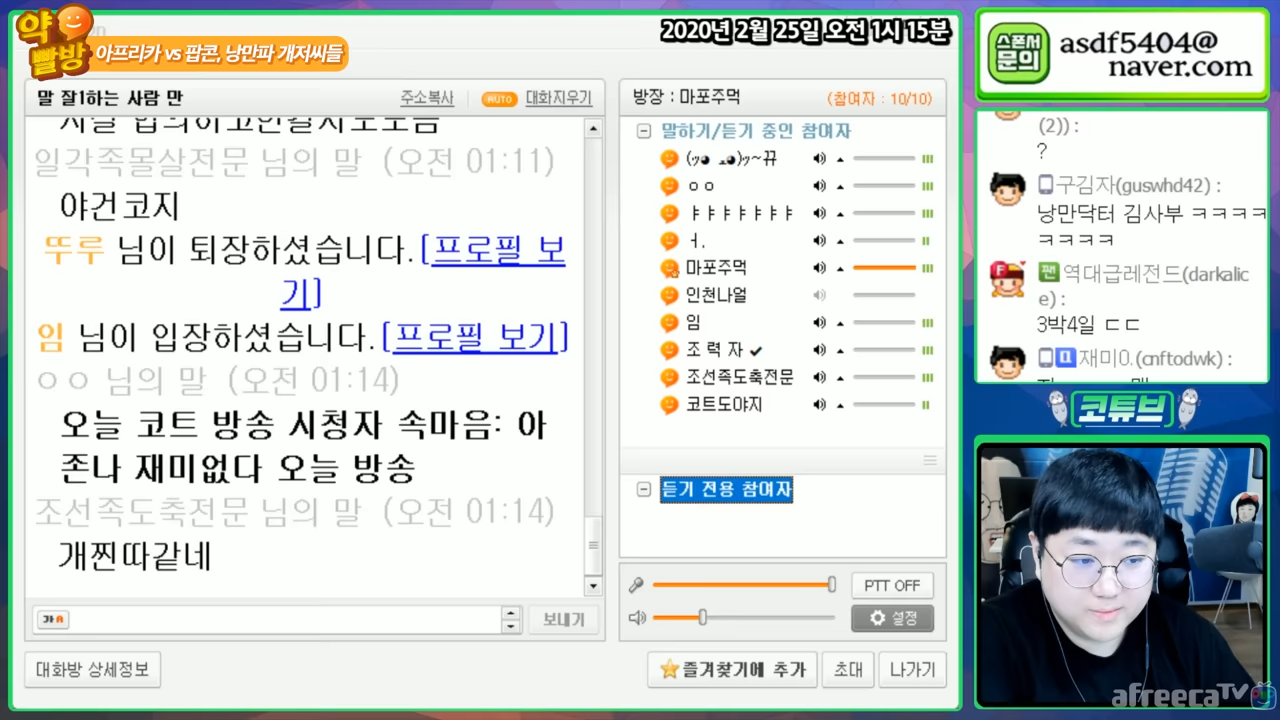 약빨방
아프리카 vs 팝콘, 낭만파 개저씨들
2020년 2월 25일 오전 1시 15분
말 잘1하는 사람 만
주소복사
AUTO
대화지우기
일각족몰살전문 님의 말 (오전 01:11)
야건코지
뚜루 님이 퇴장하셨습니다.[프로필 보
기]
임 님이 입장하셨습니다.[프로필 보기]
ㅇㅇ 님의 말 (오전01:14)
오늘 코트 방송 시청자 속마음: 아
존나 재미없다 오늘 방송
조선족도축전문 님의 말 (오전 01:14)
개찐따같네
가A
보내기
대화방 상세정보
방장 : 마포주먹
(참여자 : 10/10)
말하기/듣기 중인 참여자
ㅇㅇ
ㅑㅑㅑㅑㅑㅑㅑ
ㅓ.
마포주먹
인천나얼
임
조 력 자✔
조선족도축전문
코트도야지
듣기 전용 참여자
PTT OFF
설정
즐겨찾기에 추가
초대
나가기
스폰서
문의
asdf5404@
naver.com
(2)) :
?
구김자(guswhd42) :
낭만닥터 김사부 ㅋㅋㅋㅋ
ㅋㅋㅋㅋ
팬
역대급레전드(darkalic
e) :
3박4일 ㄷㄷ
재미0.(cnftodwk) :
코튜브
afreecaTV